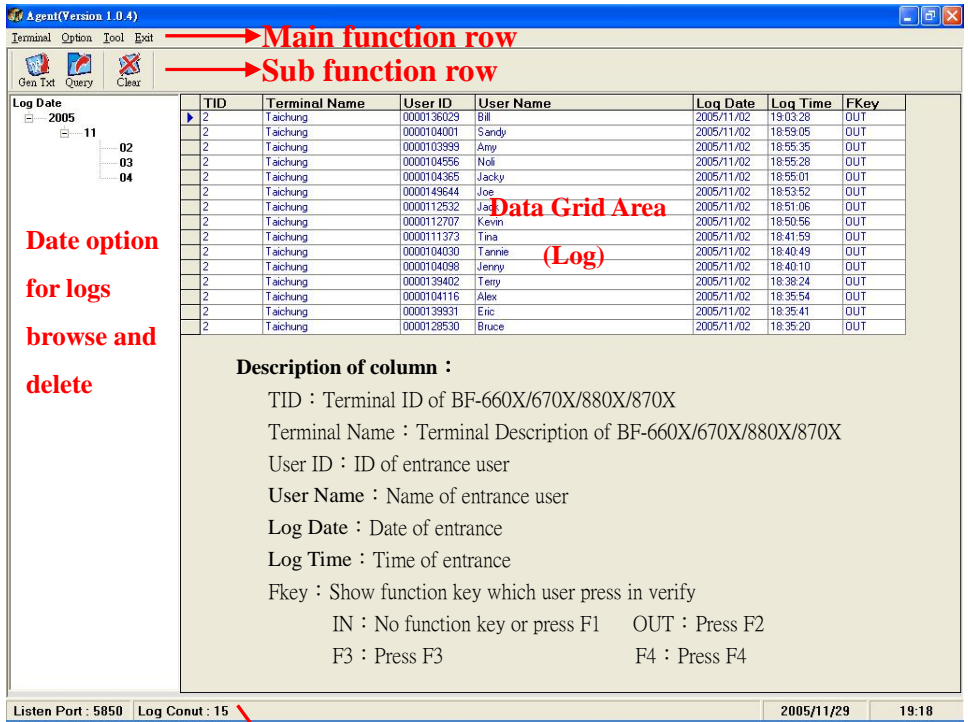 Agent(Version 1.0.4)
Terminal Option Tool Exit
Main function row
Gen Txt Query Clear
Sub function row
Log Date
2005
11
02
03
04
Date option
for logs
browse and
delete
TID Terminal Name User ID User Name Log Date Log Time FKey
2 Taichung 0000136029 Bill 2005/11/02 19:03:28 OUT
2 Taichung 0000104001 Sandy 2005/11/02 18:59:05 OUT
2 Taichung 0000103999 Amy 2005/11/02 18:55:35 OUT
2 Taichung 0000104556 Noli 2005/11/02 18:55:28 OUT
2 Taichung 0000104365 Jacky 2005/11/02 18:55:01 OUT
2 Taichung 0000149644 Joe 2005/11/02 18:53:52 OUT
2 Taichung 0000112532 Jack 2005/11/02 18:51:06 OUT
2 Taichung 0000112707 Kevin 2005/11/02 18:50:56 OUT
2 Taichung 0000111373 Tina 2005/11/02 18:41:59 OUT
2 Taichung 0000104030 Tannie 2005/11/02 18:40:49 OUT
2 Taichung 0000104098 Jenny 2005/11/02 18:40:10 OUT
2 Taichung 0000139402 Terry 2005/11/02 18:38:24 OUT
2 Taichung 0000104116 Alex 2005/11/02 18:35:54 OUT
2 Taichung 0000139931 Eric 2005/11/02 18:35:41 OUT
2 Taichung 0000128530 Bruce 2005/11/02 18:35:20 OUT
Data Grid Area
(Log)
Description of column：
TID：Terminal ID of BF-660X/670X/880X/870X
Terminal Name：Terminal Description of BF-660X/670X/880X/870X
User ID：ID of entrance user
User Name：Name of entrance user
Log Date：Date of entrance
Log Time：Time of entrance
Fkey：Show function key which user press in verify
IN：No function key or press F1 OUT：Press F2
F3：Press F3 F4：Press F4
Listen Port : 5850 Log Conut : 15 2005/11/29 19:18